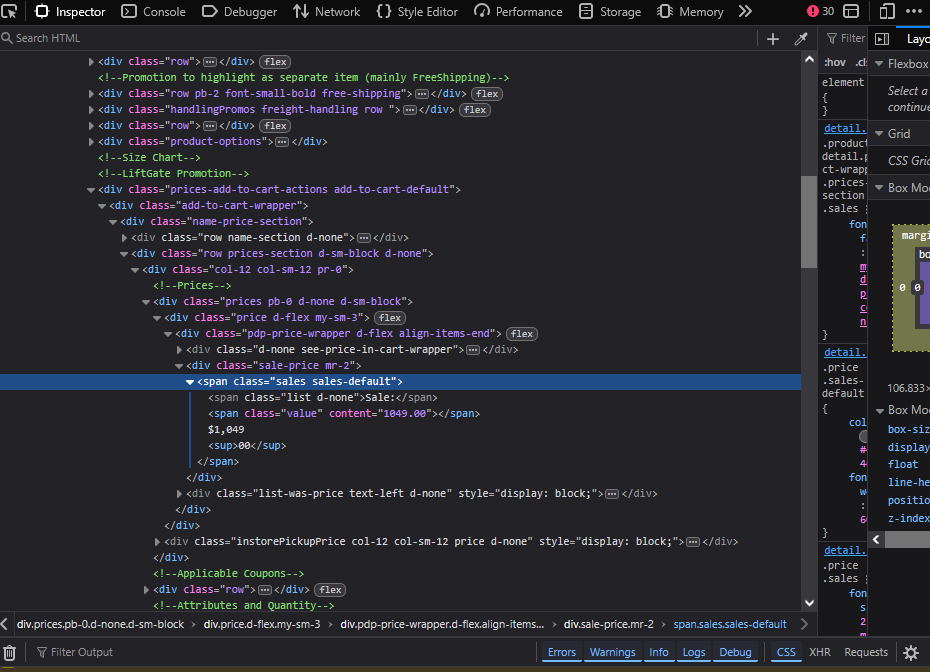 Inspector Console Debugger Network Style Editor Performance Storage Memory 30
Search HTML
Filter
Layo
<div class="row"></div> flex
:hov .cl
Flexbox
<!--Promotion to highlight as separate item (mainly FreeShipping)-->
element
{
}
Select a
continue
<div class="row pb-2 font-small-bold free-shipping"></div> flex
<div class="handlingPromos freight-handling row "></div> flex
<div class="row"></div> flex
detail.
Grid
<div class="product-options"></div>
.produc
<!--Size Chart-->
detail.p
CSS Grid
<!--LiftGate Promotion-->
ct-wrapp
<div class="prices-add-to-cart-actions add-to-cart-default">
.prices-
Box Mod
<div class="add-to-cart-wrapper">
section
.sales
<div class="name-price-section">
fon
<div class="row name-section d-none"></div>
margi
<div class="row prices-section d-sm-block d-none">
bo
<div class="col-12 col-sm-12 pr-0">
<!--Prices-->
0 0
<div class="prices pb-0 d-none d-sm-block">
<div class="price d-flex my-sm-3"> flex
<div class="pdp-price-wrapper d-flex align-items-end"> flex
}
<div class="d-none see-price-in-cart-wrapper"></div>
detail.
<div class="sale-price mr-2">
.price
<span class="sales sales-default">
.sales-
default
{
106.833×
<span class="list d-none">Sale:</span>
<span class="value" content="1049.00"></span>
Box Mod
$1,049
col
box-siz
<sup>00</sup>
display
</span>
float
</div>
fon
line-he
<div class="list-was-price text-left d-none" style="display: block;"></div>
positio
</div>
z-index
</div>
}
<div class="instorePickupPrice col-12 col-sm-12 price d-none" style="display: block;"></div>
</div>
detail.
<!--Applicable Coupons-->
.price
.sales
<div class="row"></div> flex
fon
<!--Attributes and Quantity-->
div.prices.pb-0.d-none.d-sm-block div.price.d-flex.my-sm-3 div.pdp-price-wrapper.d-flex.align-items... div.sale-price.mr-2 span.sales.sales-default
Filter Output
Errors Warnings Info Logs Debug CSS XHR Requests